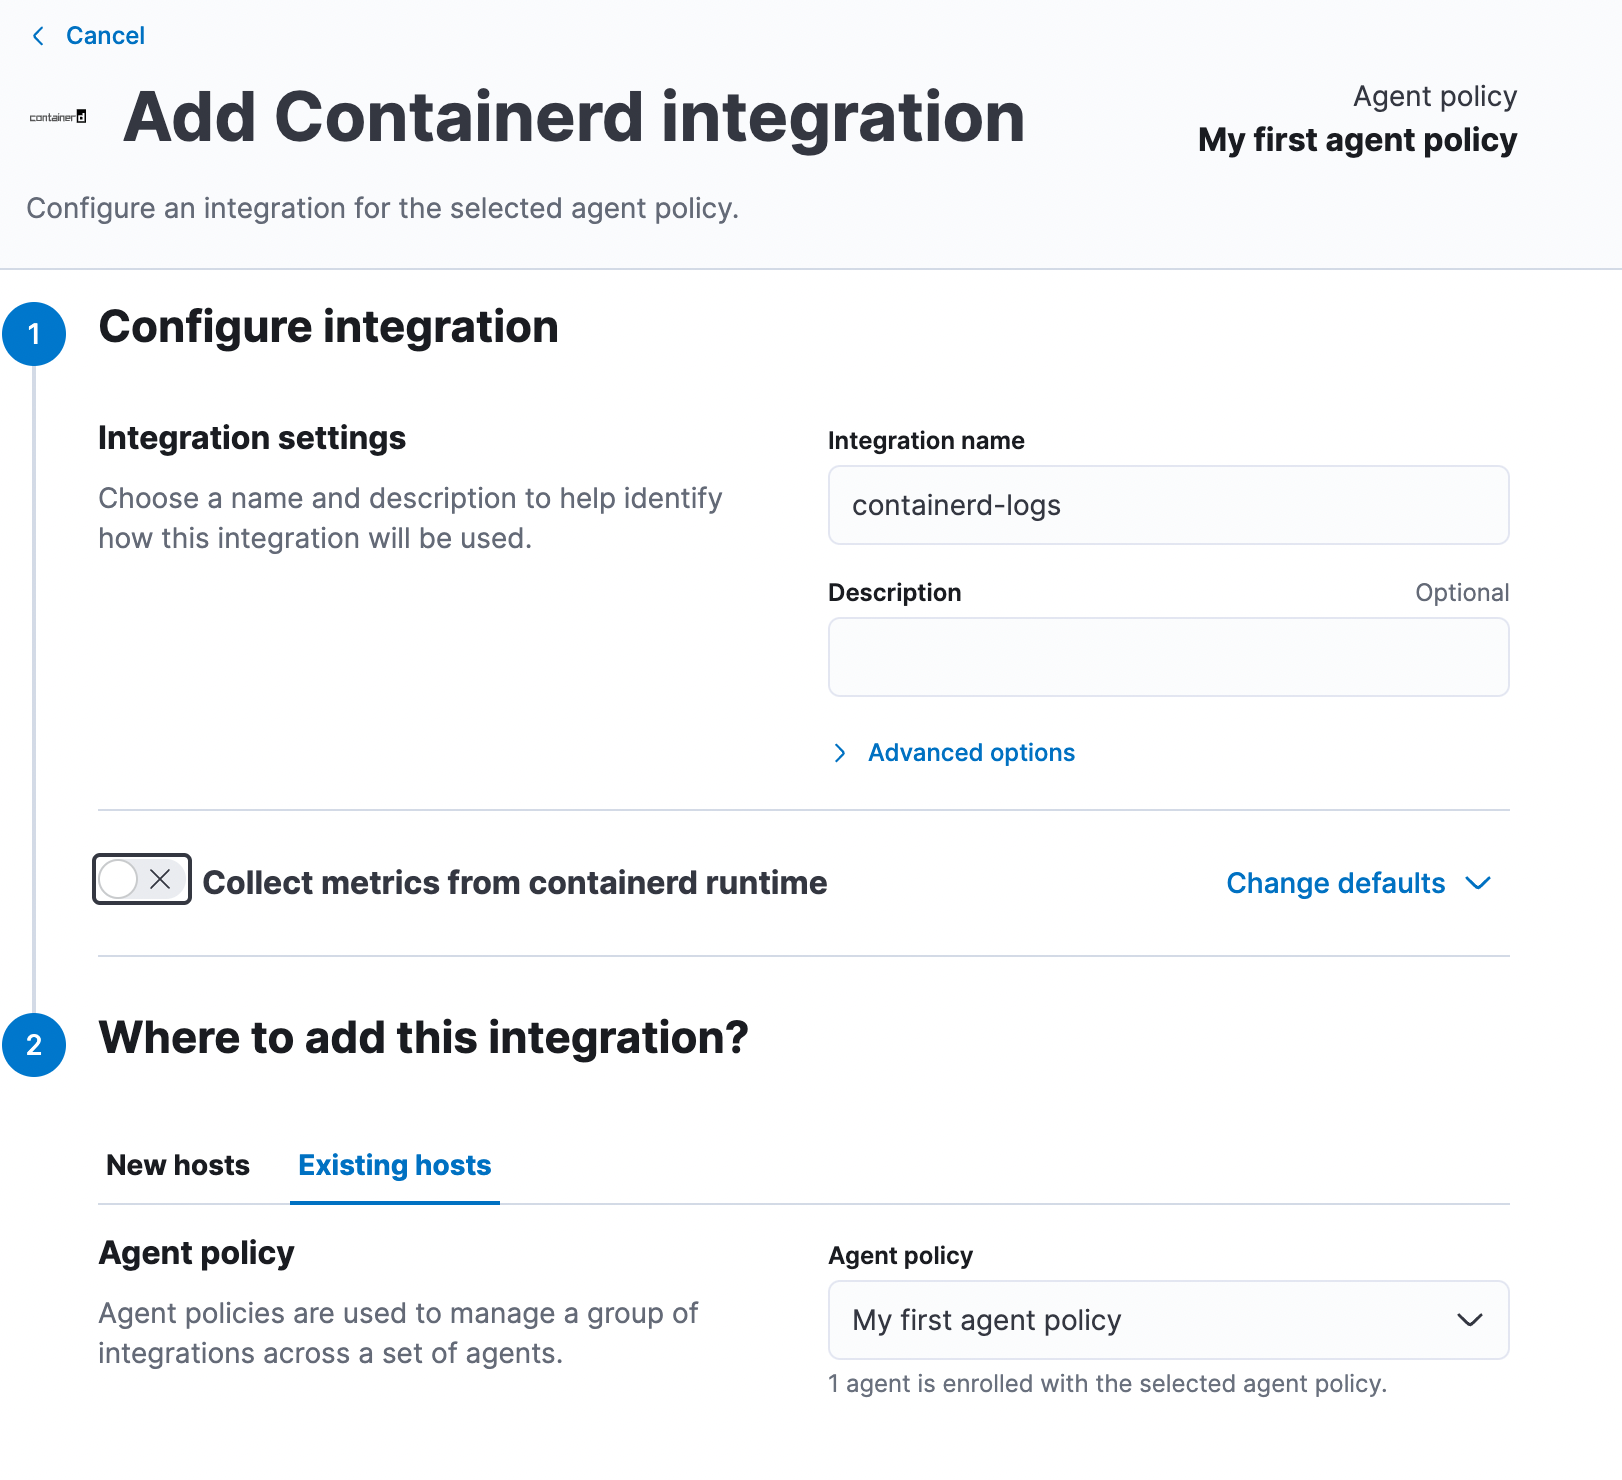 Cancel
containerd
Add Containerd integration
Agent policy
My first agent policy
Configure an integration for the selected agent policy.
1
Configure integration
Integration settings
Choose a name and description to help identify
how this integration will be used.
Integration name
containerd-logs
Description
Optional
Advanced options
Collect metrics from containerd runtime
Change defaults
2
Where to add this integration?
New hosts
Existing hosts
Agent policy
Agent policies are used to manage a group of
integrations across a set of agents.
Agent policy
My first agent policy
1 agent is enrolled with the selected agent policy.